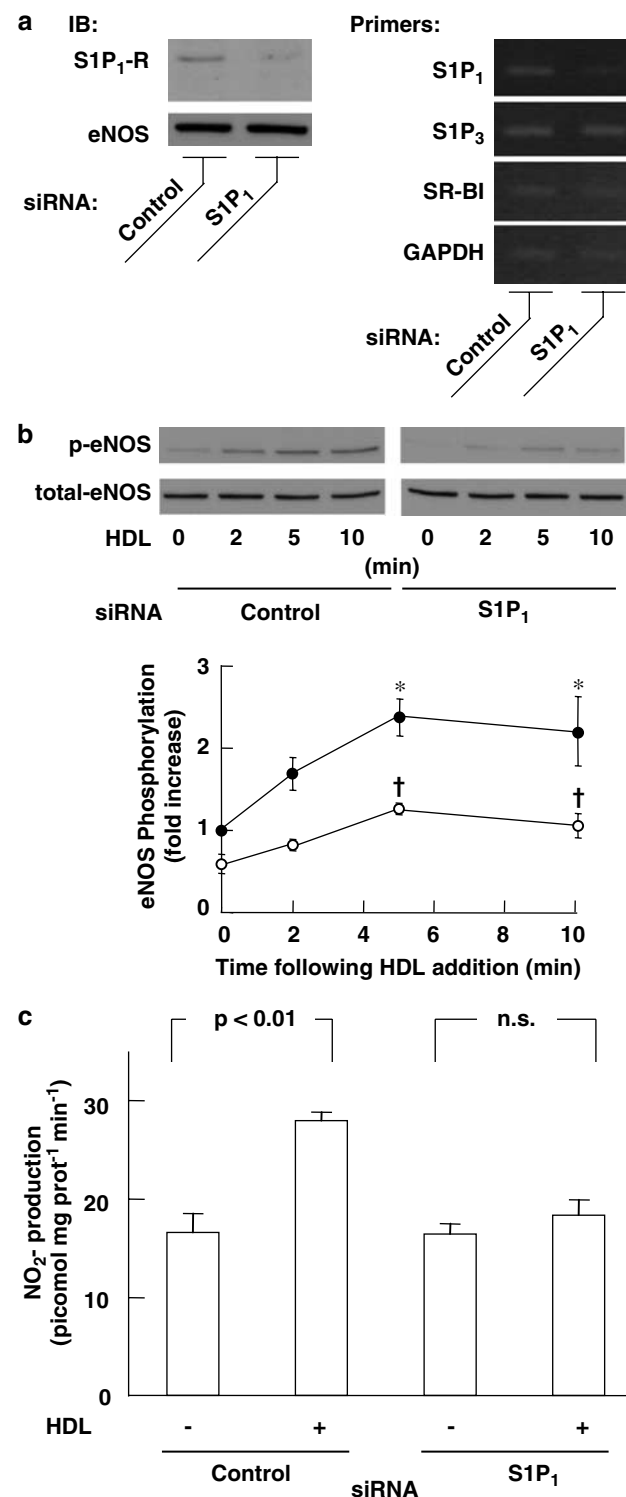 a
IB:
S1P1-R
eNOS
siRNA:
Control
S1P1
Primers:
S1P1
S1P3
SR-BI
GAPDH
siRNA:
Control
S1P1
b
p-eNOS
total-eNOS
HDL 0 2 5 10 0 2 5 10
(min)
siRNA Control S1P1
eNOS Phosphorylation
(fold increase)
3
2
1
0
* *
† †
0 2 4 6 8 10
Time following HDL addition (min)
c
p < 0.01 n.s.
NO2- production
(picomol mg prot-1 min-1)
30
20
10
0
HDL - + - +
Control S1P1
siRNA